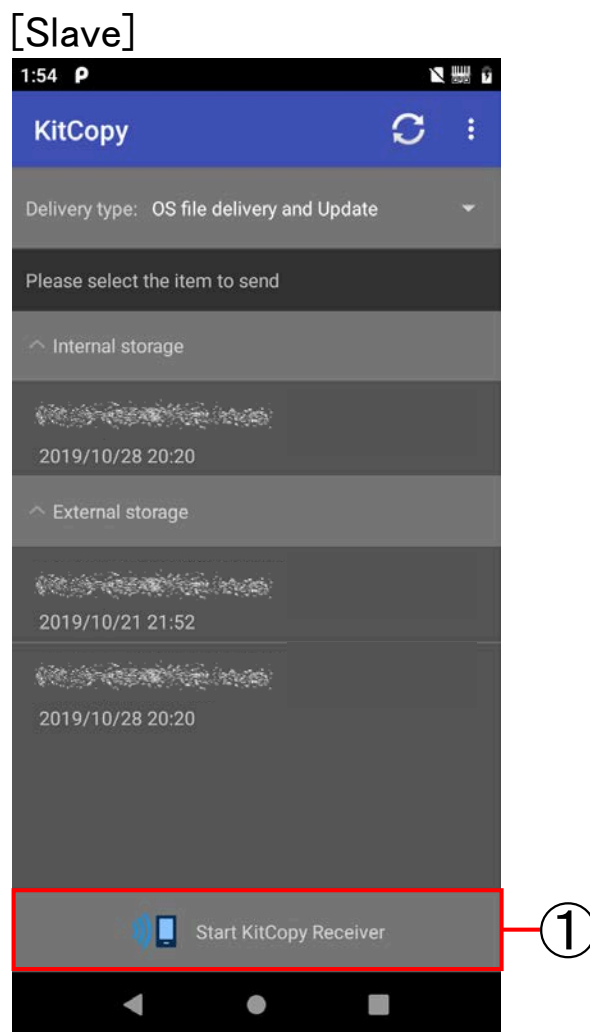 [Slave]
1:54
KitCopy
Delivery type: OS file delivery and Update
Please select the item to send
Internal storage
2019/10/28 20:20
External storage
2019/10/21 21:52
2019/10/28 20:20
Start KitCopy Receiver
①